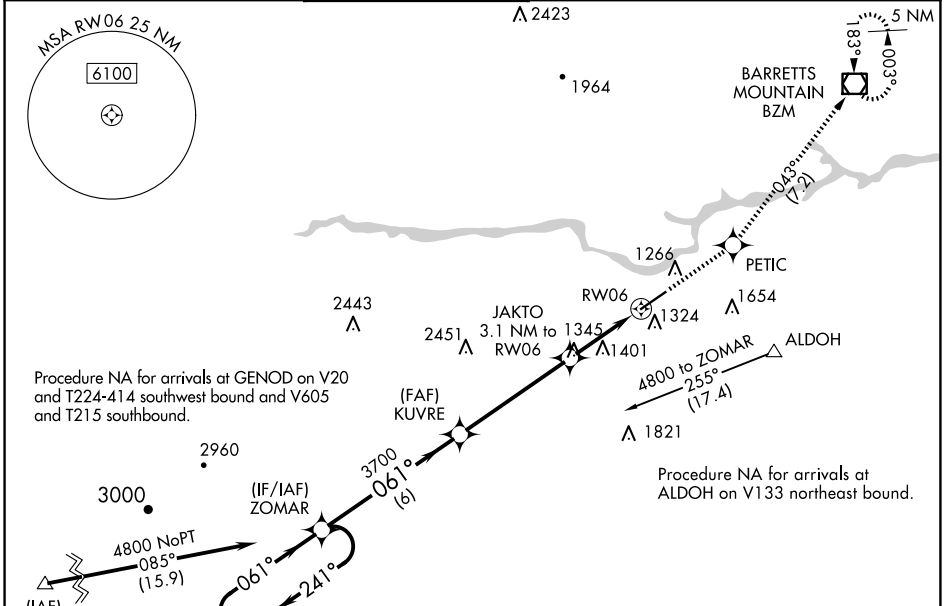 MSA RW06 25 NM
6100
2423
1964
5 NM
183°
003°
BARRETTS
MOUNTAIN
BZM
043°
(7.2)
1266
PETIC
RW06
1654
1324
2443
2451
JAKTO
3.1 NM to
RW06
1345
1401
ALDOH
4800 to ZOMAR
255°
(17.4)
1821
Procedure NA for arrivals at GENOD on V20
and T224-414 southwest bound and V605
and T215 southbound.
(FAF)
KUVRE
2960
3000
3700
061°
(6)
Procedure NA for arrivals at
ALDOH on V133 northeast bound.
(IF/IAF)
ZOMAR
4800 NoPT
085°
(15.9)
061°
241°
(IAF)